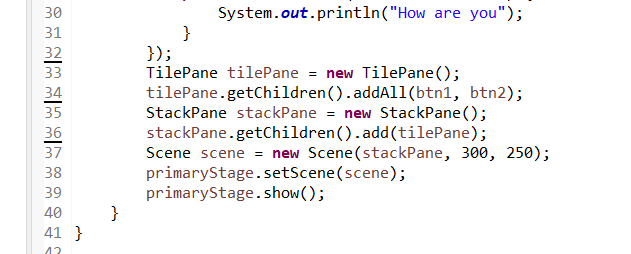 30 System.out.println("How are you");
31 }
32 });
33 TilePane tilePane = new TilePane();
34 tilePane.getChildren().addAll(btn1, btn2);
35 StackPane stackPane = new StackPane();
36 stackPane.getChildren().add(tilePane);
37 Scene scene = new Scene(stackPane, 300, 250);
38 primaryStage.setScene(scene);
39 primaryStage.show();
40 }
41 }
42